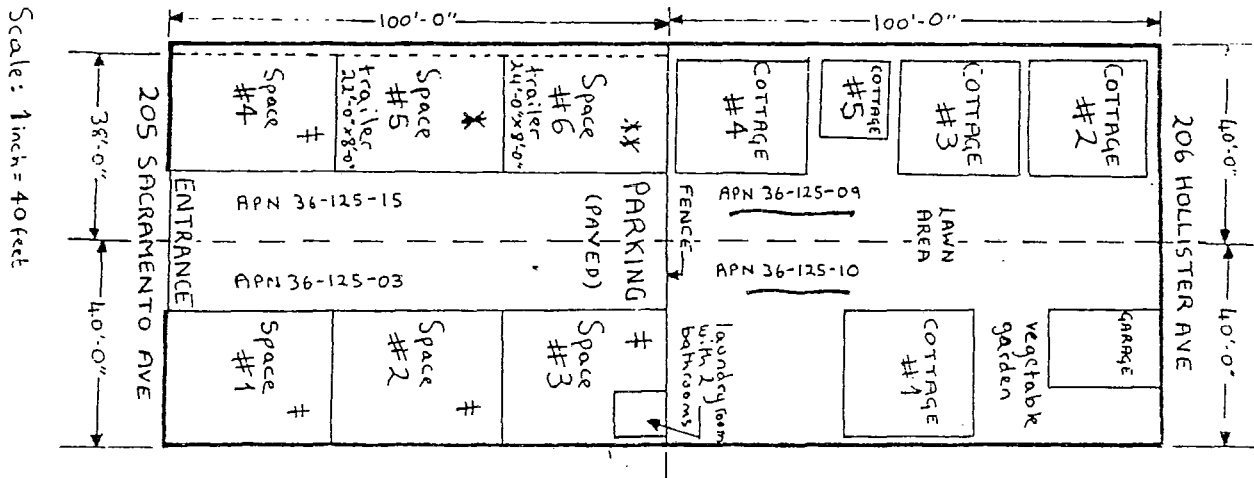 Scale: 1 inch = 40 feet
100'-0"
100'-0"
38'-0"
40'-0"
40'-0"
40'-0"
205 SACRAMENTO AVE
206 HOLLISTER AVE
ENTRANCE
Space
#4
‡
Space
#5
trailer
22'-0"x8'-0"
*
Space
#6
trailer
24'-0"x8'-0"
**
COTTAGE
#4
COTTAGE
#5
COTTAGE
#3
COTTAGE
#2
APN 36-125-15
APN 36-125-03
PARKING
(PAVED)
FENCE
APN 36-125-09
APN 36-125-10
LAWN
AREA
Space
#1
‡
Space
#2
‡
Space
#3
‡
laundry room
with 2
bathrooms
COTTAGE
#1
vegetable
garden
GARAGE